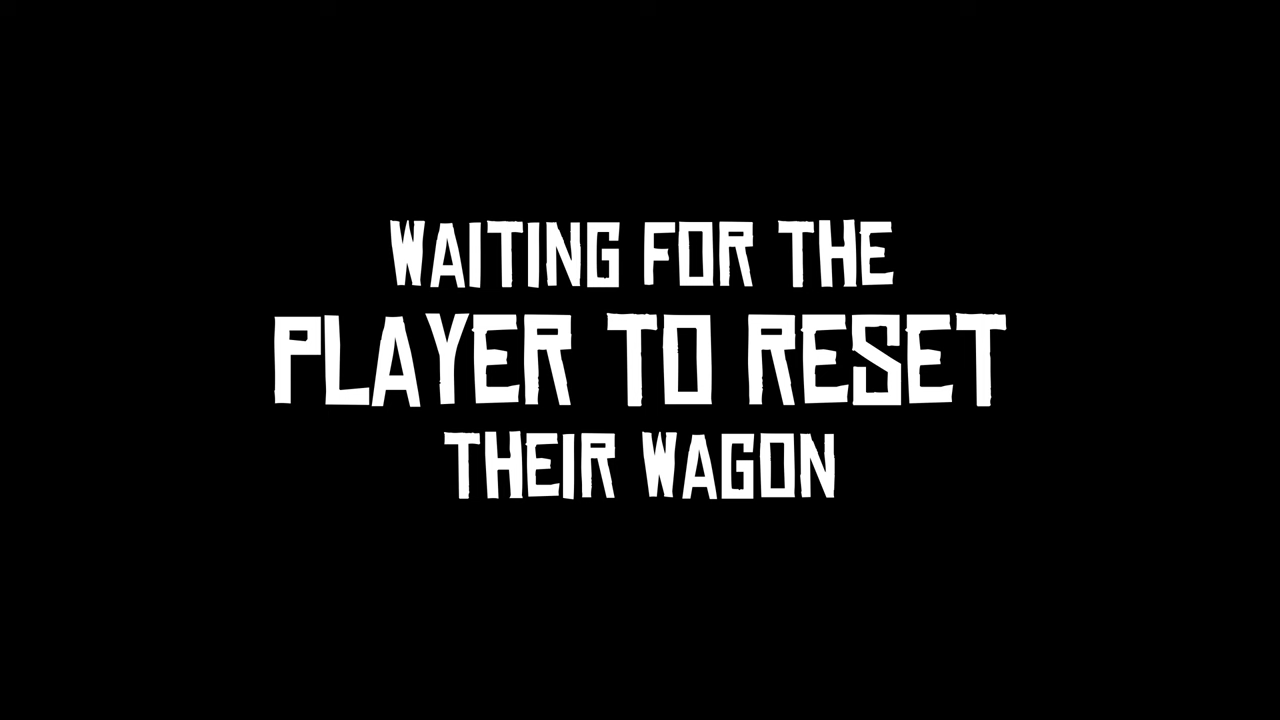 WAITING FOR THE
PLAYER TO RESET
THEIR WAGON